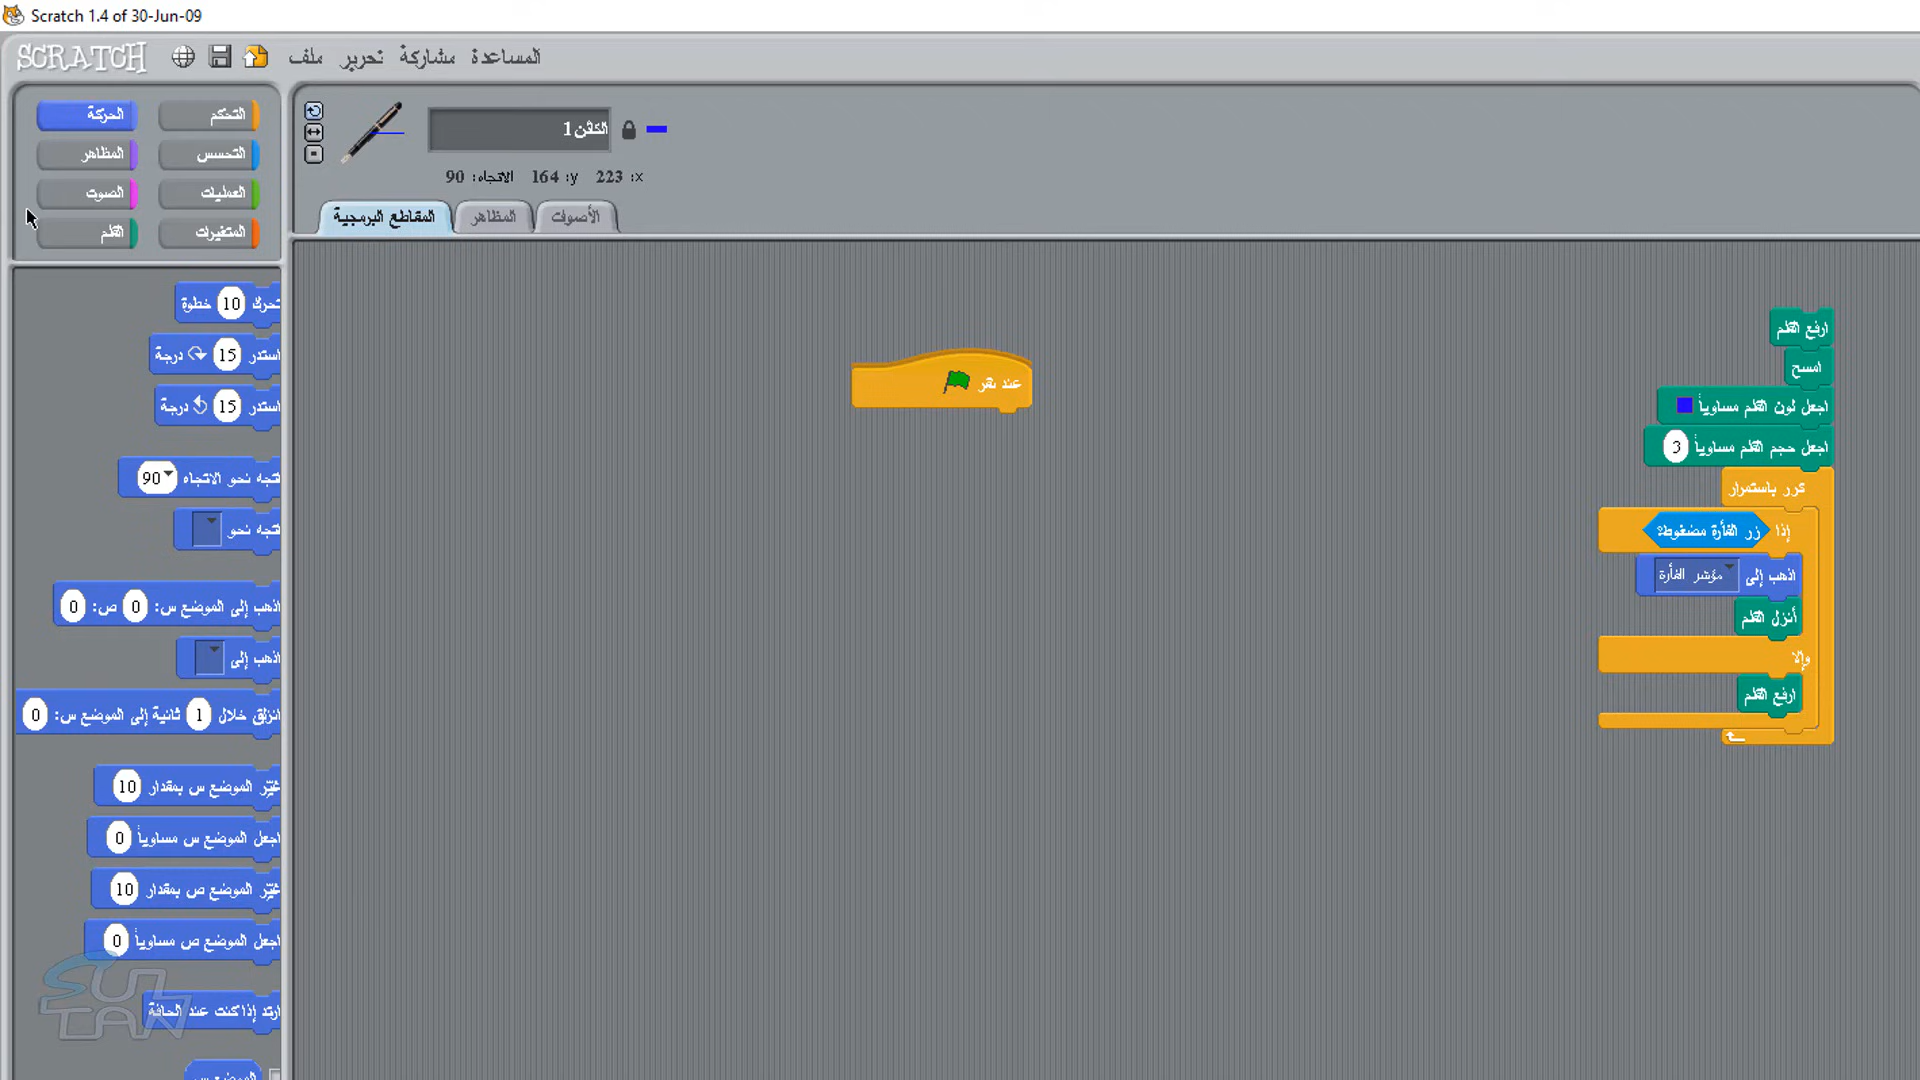 Scratch 1.4 of 30-Jun-09
SCRATCH
ملف تحرير مشاركة المساعدة
الحركة
التحكم
المظاهر
التحسس
الصوت
العمليات
القلم
المتغيرات
الكائن1
x: 223 y: 164 الاتجاه: 90
المقاطع البرمجية
المظاهر
الأصوات
تحرك 10 خطوة
استدر 15 درجة
استدر 15 درجة
اتجه نحو الاتجاه 90
اتجه نحو
اذهب إلى الموضع س: 0 ص: 0
اذهب إلى
انزلق خلال 1 ثانية إلى الموضع س: 0
غيّر الموضع س بمقدار 10
اجعل الموضع س مساوياً 0
غيّر الموضع ص بمقدار 10
اجعل الموضع ص مساوياً 0
ارتد إذا كنت عند الحافة
الموضع س
عند نقر
ارفع القلم
امسح
اجعل لون القلم مساوياً
اجعل حجم القلم مساوياً 3
كرر باستمرار
إذا زر الفأرة مضغوط؟
اذهب إلى مؤشر الفأرة
أنزل القلم
وإلا
ارفع القلم
SULTAN